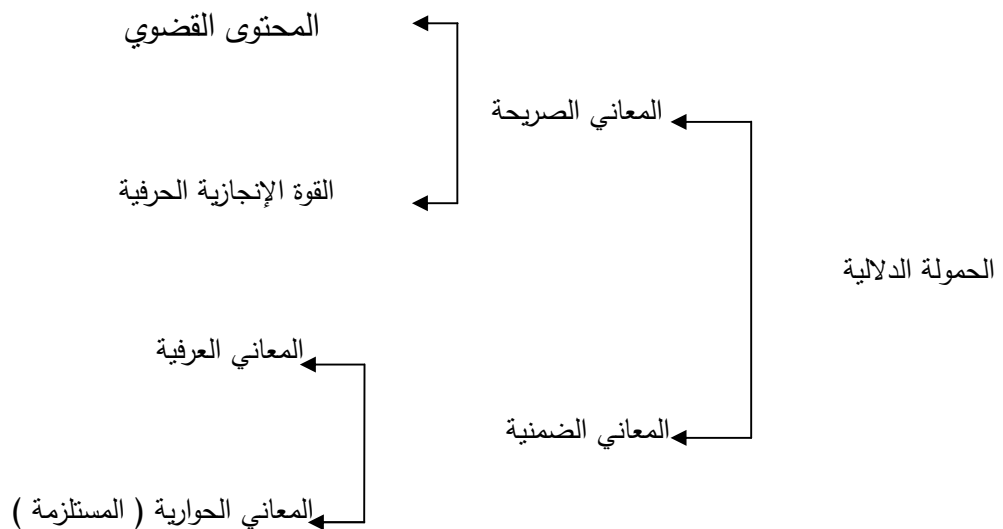 المحتوى القضوي
المعاني الصريحة
القوة الإنجازية الحرفية
الحمولة الدلالية
المعاني العرفية
المعاني الضمنية
المعاني الحوارية ( المستلزمة )